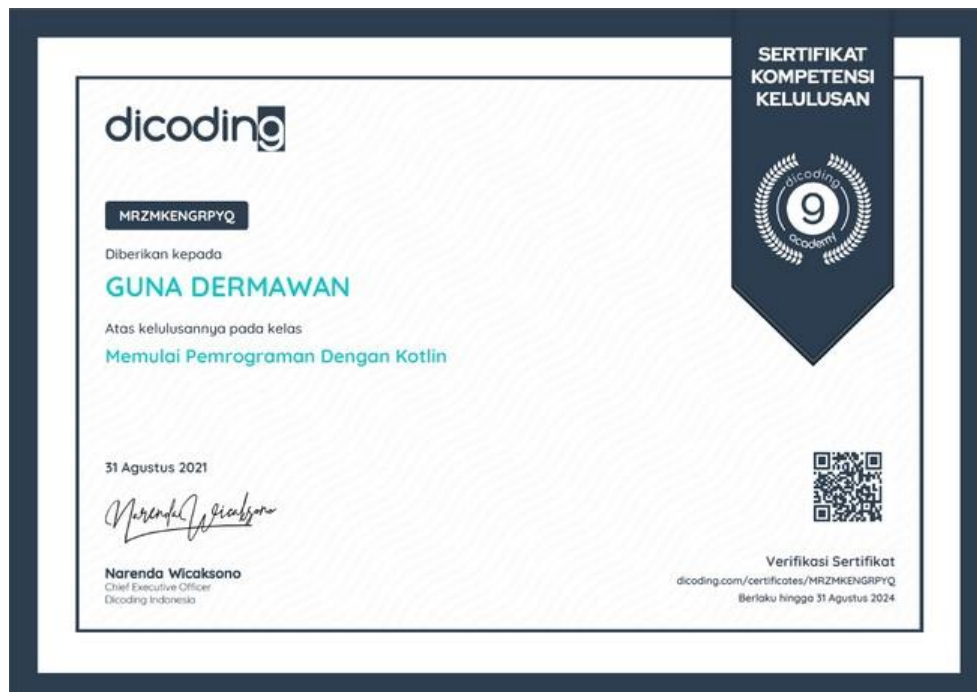 SERTIFIKAT
KOMPETENSI
KELULUSAN
dicoding
dicoding
9
academy
MRZMKENGRPYQ
Diberikan kepada
GUNA DERMAWAN
Atas kelulusannya pada kelas
Memulai Pemrograman Dengan Kotlin
31 Agustus 2021
Narenda Wicaksono
Narenda Wicaksono
Chief Executive Officer
Dicoding Indonesia
Verifikasi Sertifikat
dicoding.com/certificates/MRZMKENGRPYQ
Berlaku hingga 31 Agustus 2024